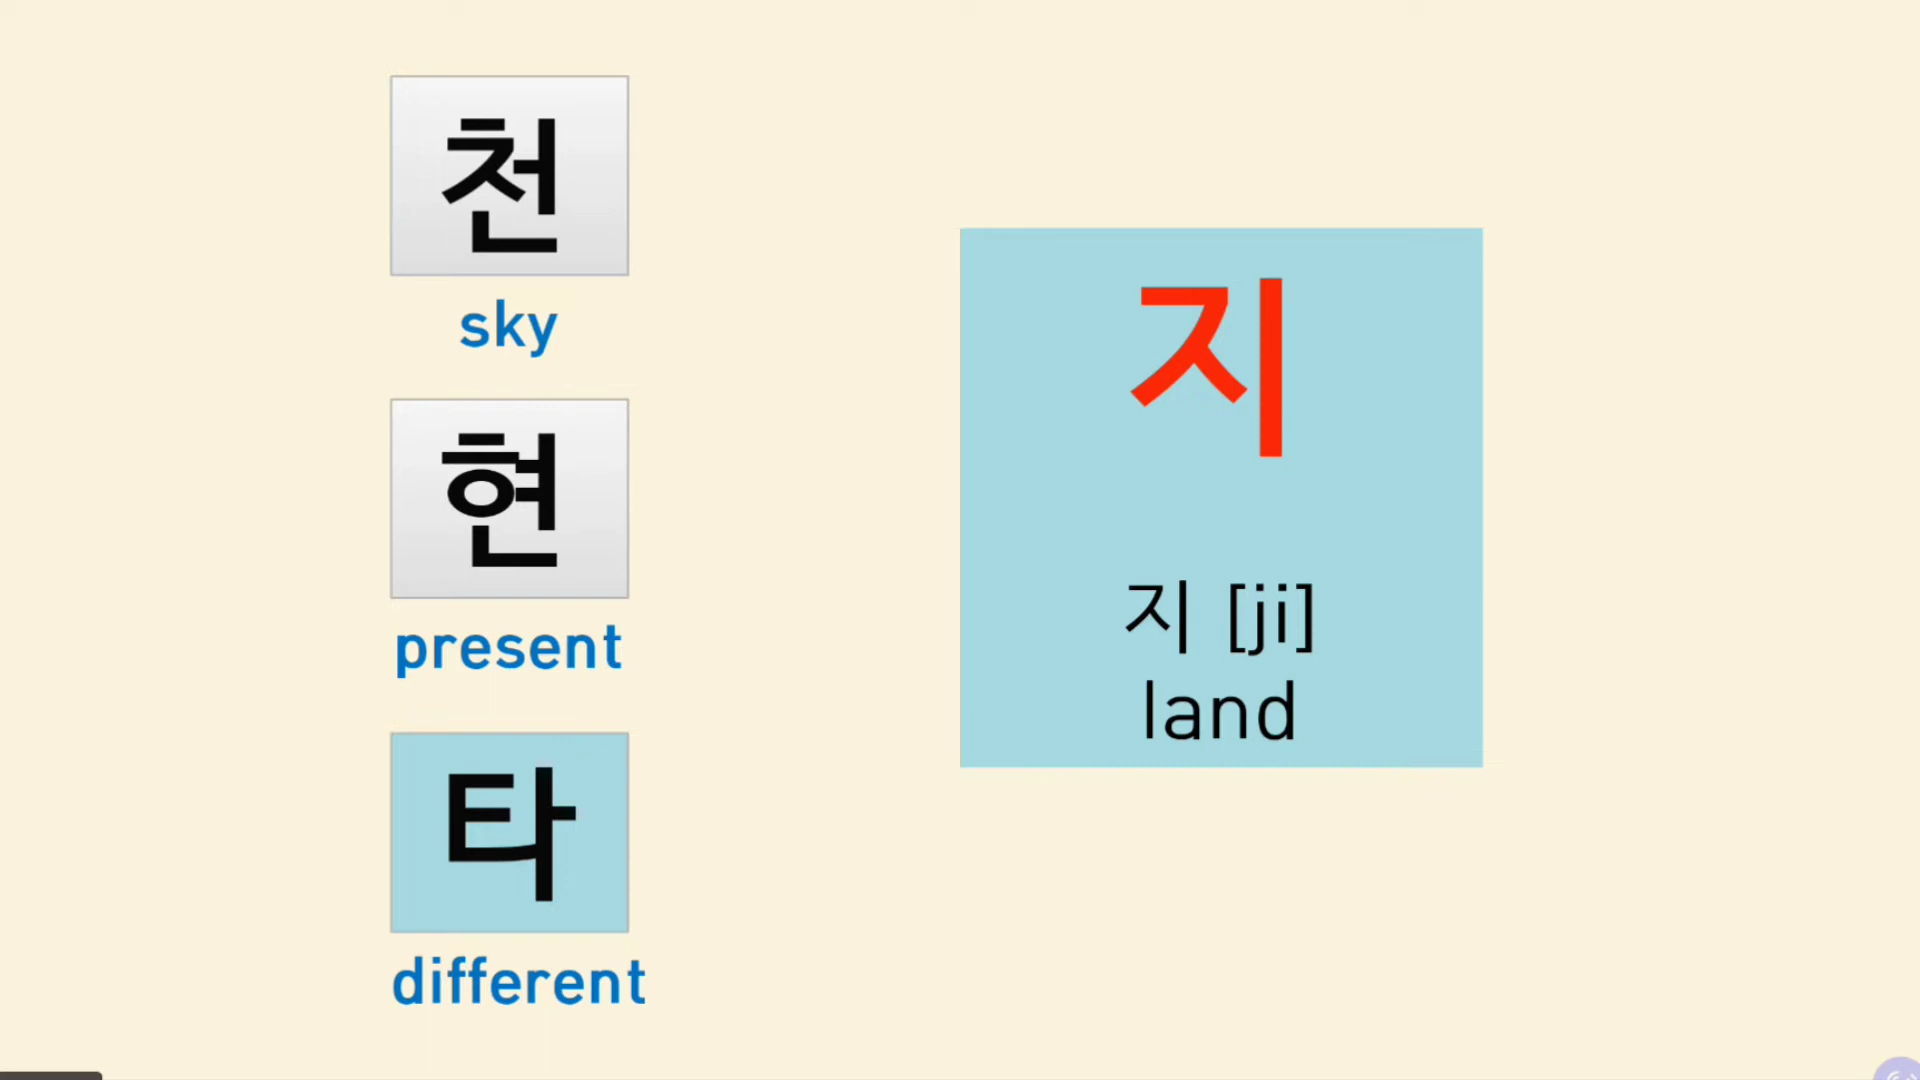 천
sky
현
present
타
different
지
지 [ji]
land